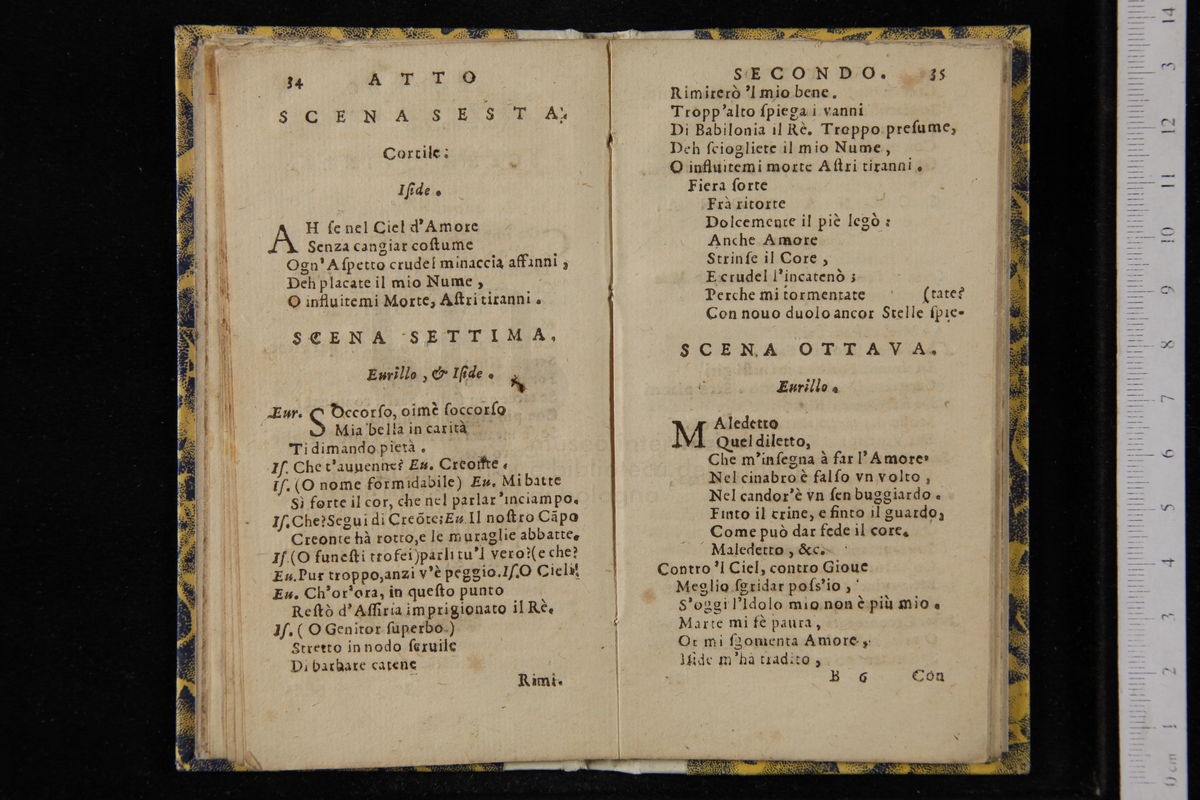 34 ATTO
SCENA SESTA.
Cortile:
Iſide.
AH ſe nel Ciel d'Amore
Senza cangiar coſtume
Ogn'Aſpetto crudel minaccia affanni,
Deh placate il mio Nume,
O influitemi Morte, Aſtri tiranni.
SCENA SETTIMA.
Eurillo, & Iſide.
Eur. SOccorſo, oimè ſoccorſo
Mia bella in carità
Ti dimando pietà.
Iſ. Che t'auuenne? Eu. Creonte.
Iſ. (O nome formidabile) Eu. Mi batte
Sì forte il cor, che nel parlar'inciampo.
Iſ. Che? Segui di Creōte: Eu. Il noſtro Cāpo
Creonte hà rotto, e le muraglie abbatte.
Iſ. (O funeſti trofei) parli tu'l vero? (e che?
Eu. Pur troppo, anzi v'è peggio. Iſ. O Cieli!
Eu. Ch'or'ora, in queſto punto
Reſtò d'Aſſiria imprigionato il Rè.
Iſ. ( O Genitor ſuperbo )
Stretto in nodo ſeruile
Di barbare catene
Rimi-
SECONDO. 35
Rimirerò 'l mio bene.
Tropp'alto ſpiega i vanni
Di Babilonia il Rè. Troppo preſume,
Deh ſciogliete il mio Nume,
O influitemi morte Aſtri tiranni.
Fiera ſorte
Frà ritorte
Dolcemente il piè legò:
Anche Amore
Strinſe il Core,
E crudel l'incatenò;
Perche mi tormentate (tate?
Con nouo duolo ancor Stelle ſpie-
SCENA OTTAVA.
Eurillo.
MAledetto
Quel diletto,
Che m'inſegna à far l'Amore,
Nel cinabro è falſo vn volto,
Nel candor'è vn ſen buggiardo.
Finto il crine, e finto il guardo,
Come può dar fede il core.
Maledetto, &c.
Contro 'l Ciel, contro Gioue
Meglio ſgridar poſs'io,
S'oggi l'Idolo mio non è più mio.
Marte mi fè paura,
Or mi ſgomenta Amore,
Iſide m'hà tradito,
B 6 Con